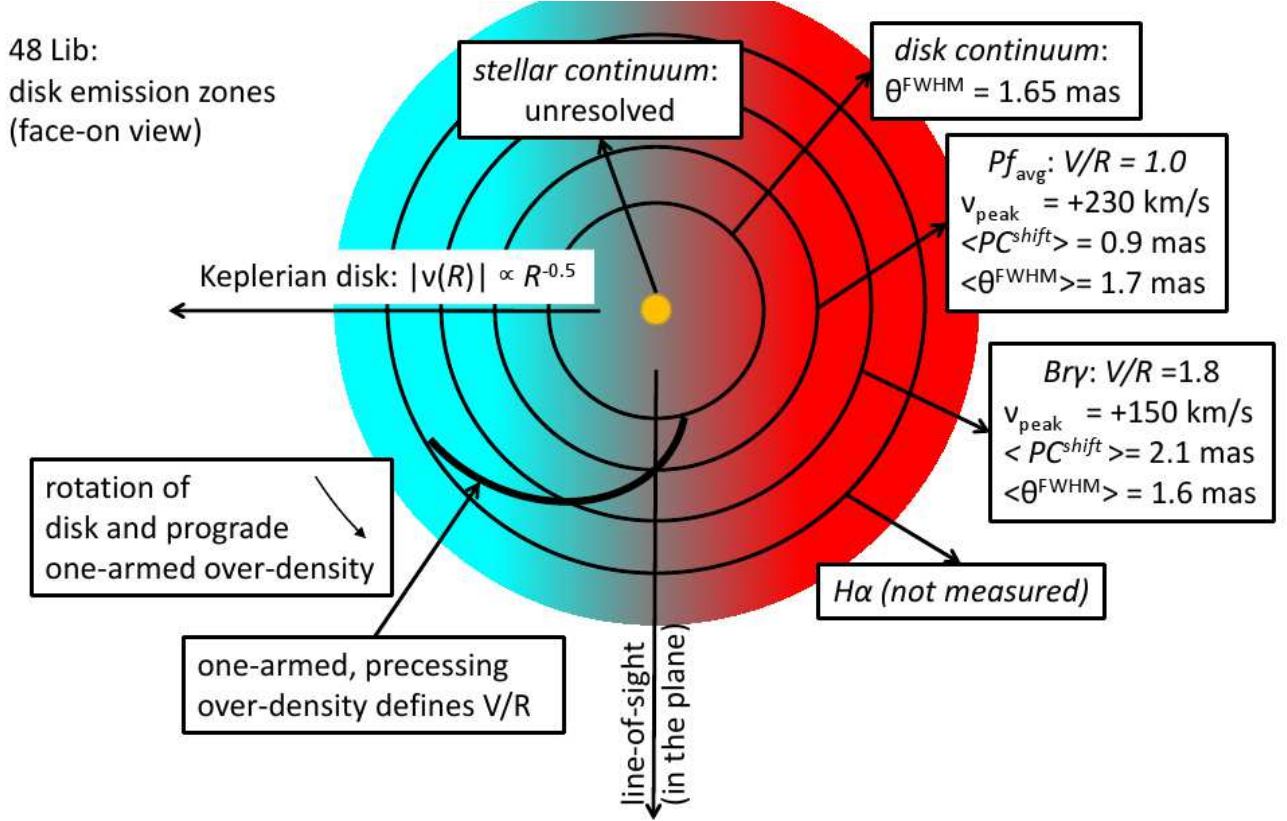 48 Lib:
disk emission zones
(face-on view)
stellar continuum:
unresolved
disk continuum:
θ^FWHM = 1.65 mas
Pf_avg: V/R = 1.0
ν_peak = +230 km/s
<PC^shift> = 0.9 mas
<θ^FWHM>= 1.7 mas
Keplerian disk: |ν(R)| ∝ R^-0.5
Brγ: V/R =1.8
ν_peak = +150 km/s
< PC^shift >= 2.1 mas
<θ^FWHM> = 1.6 mas
rotation of
disk and prograde
one-armed over-density
Hα (not measured)
one-armed, precessing
over-density defines V/R
line-of-sight
(in the plane)